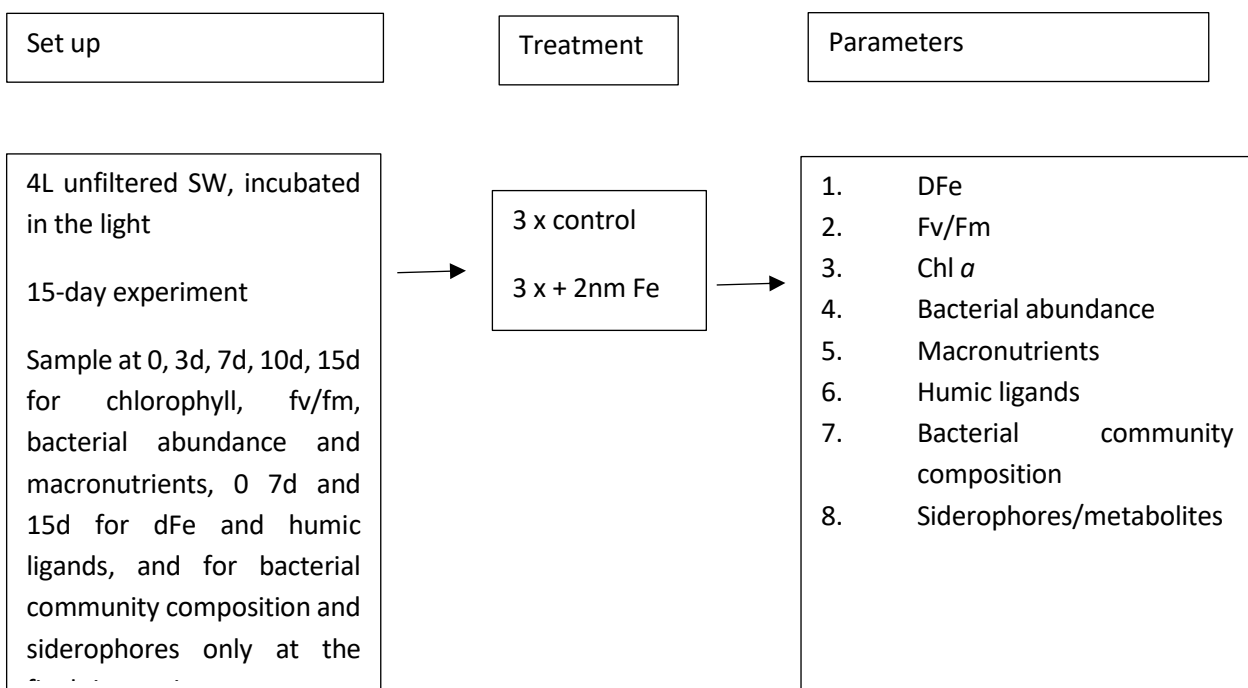 Set up
Treatment
Parameters
4L unfiltered SW, incubated
in the light
15-day experiment
Sample at 0, 3d, 7d, 10d, 15d
for chlorophyll, fv/fm,
bacterial abundance and
macronutrients, 0 7d and
15d for dFe and humic
ligands, and for bacterial
community composition and
siderophores only at the
3 x control
3 x + 2nm Fe
1. DFe
2. Fv/Fm
3. Chl a
4. Bacterial abundance
5. Macronutrients
6. Humic ligands
7. Bacterial community
composition
8. Siderophores/metabolites